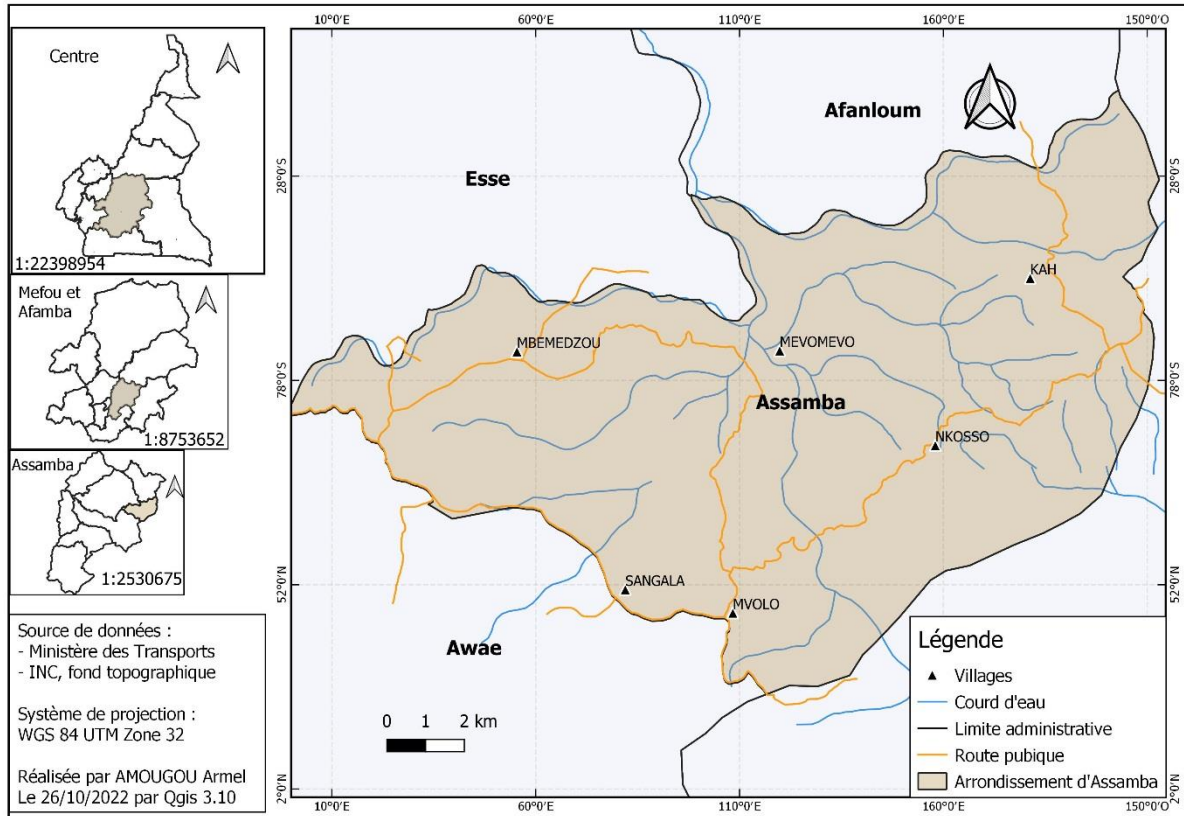 10°0'E 60°0'E 110°0'E 160°0'E 150°0'E
Centre
1:22398954
Mefou et
Afamba
1:8753652
Assamba
1:2530675
Source de données :
- Ministère des Transports
- INC, fond topographique
Système de projection :
WGS 84 UTM Zone 32
Réalisée par AMOUGOU Armel
Le 26/10/2022 par Qgis 3.10
Afanloum
Esse
28°0'S 28°0'S
KAH
MBEMEDZOU
MEVOMEVO
78°0'S 78°0'S
Assamba
NKOSSO
52°0'N 52°0'N
SANGALA
MVOLO
Awae
0 1 2 km
2°0'N 2°0'N
Légende
Villages
Courd d'eau
Limite administrative
Route pubique
Arrondissement d'Assamba
10°0'E 60°0'E 110°0'E 160°0'E 150°0'E